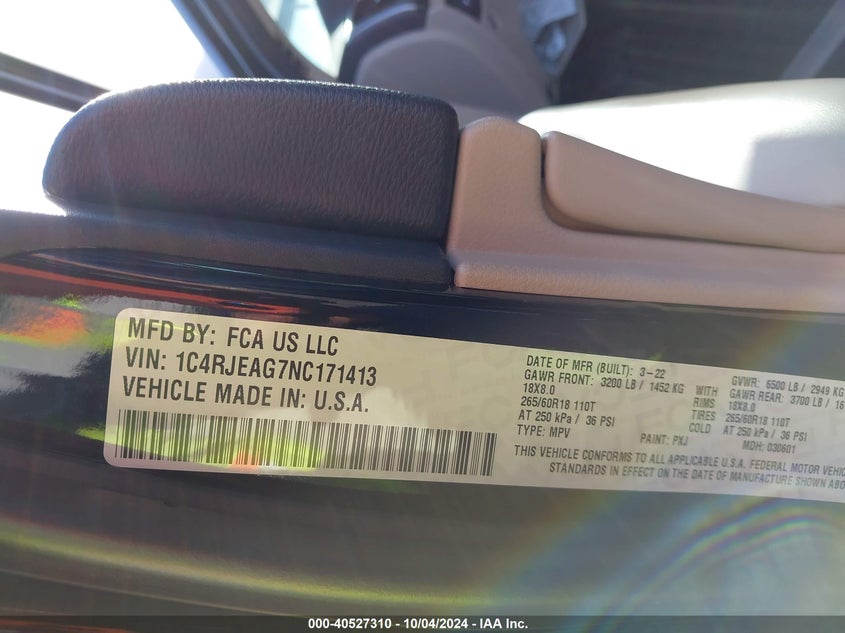 MFD BY: FCA US LLC
VIN: 1C4RJEAG7NC171413
VEHICLE MADE IN: U.S.A.
DATE OF MFR (BUILT): 3-22
GAWR FRONT: 3200 LB / 1452 KG
18X8.0
265/60R18 110T
AT 250 kPa / 36 PSI
TYPE: MPV
WITH
RIMS
TIRES
COLD
GVWR: 6500 LB / 2949 KG
GAWR REAR: 3700 LB / 16
18X8.0
265/60R18 110T
AT 250 kPa / 36 PSI
PAINT: PXJ
MDH: 030601
THIS VEHICLE CONFORMS TO ALL APPLICABLE U.S.A. FEDERAL MOTOR VEHIC
STANDARDS IN EFFECT ON THE DATE OF MANUFACTURE SHOWN ABO
000-40527310 - 10/04/2024 - IAA Inc.